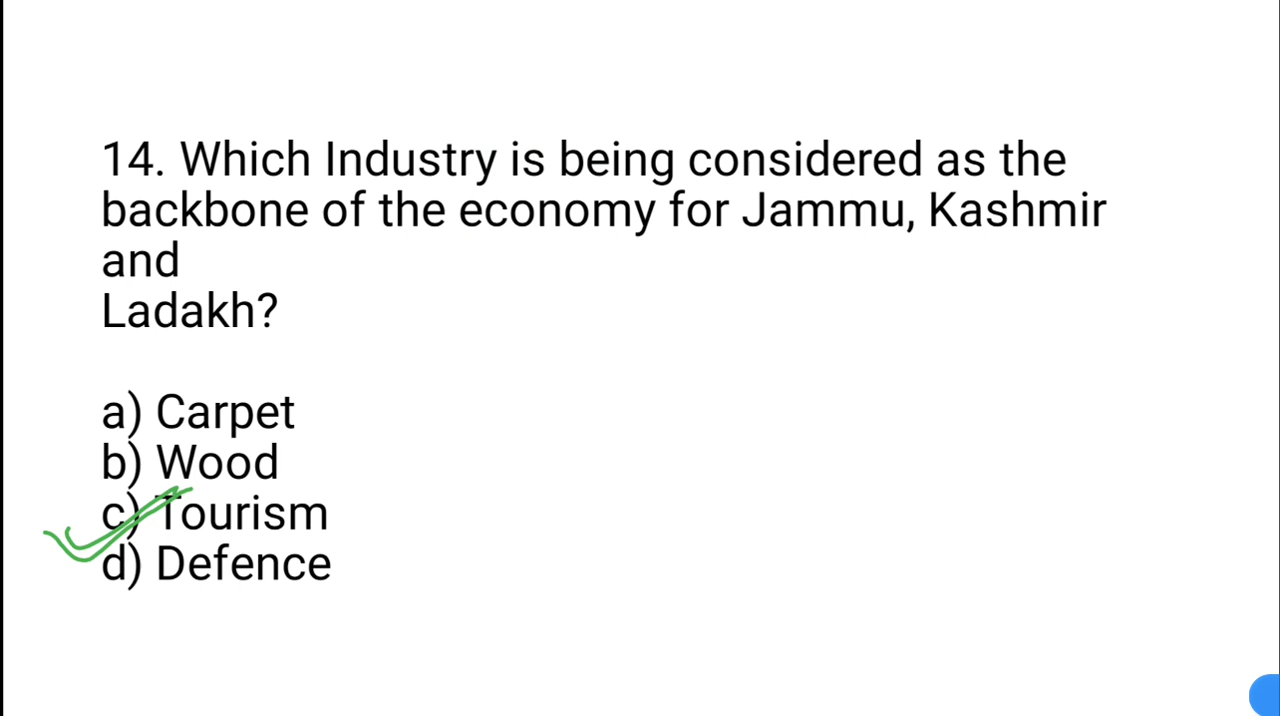 14. Which Industry is being considered as the
backbone of the economy for Jammu, Kashmir
and
Ladakh?
a) Carpet
b) Wood
c) Tourism
d) Defence